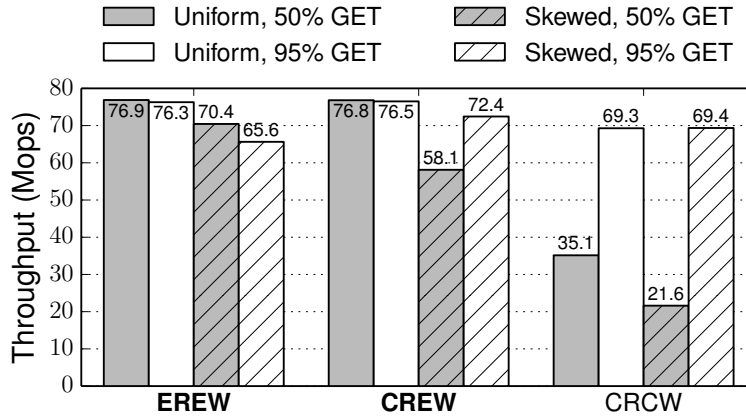 Uniform, 50% GET
Skewed, 50% GET
Uniform, 95% GET
Skewed, 95% GET
Throughput (Mops)
80
70
60
50
40
30
20
10
0
76.9
76.3
70.4
65.6
76.8
76.5
58.1
72.4
35.1
69.3
21.6
69.4
EREW
CREW
CRCW